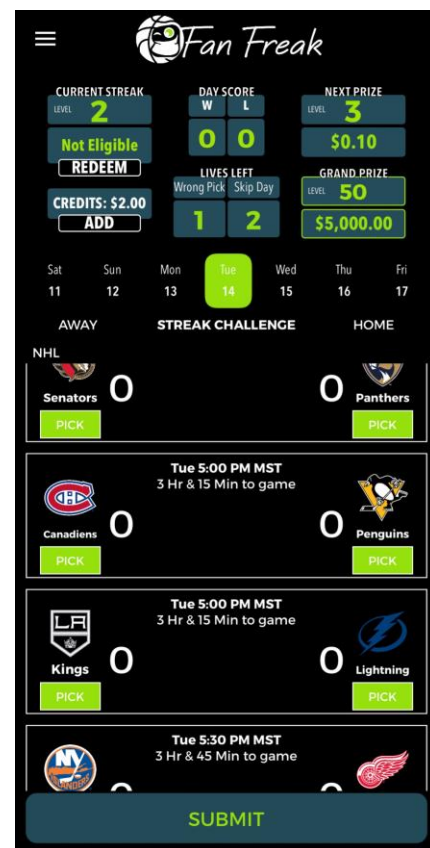 Fan Freak
CURRENT STREAK
LEVEL 2
Not Eligible
REDEEM
CREDITS: $2.00
ADD
DAY SCORE
W L
0 0
LIVES LEFT
Wrong Pick Skip Day
1 2
NEXT PRIZE
LEVEL 3
$0.10
GRAND PRIZE
LEVEL 50
$5,000.00
Sat Sun Mon Tue Wed Thu Fri
11 12 13 14 15 16 17
AWAY STREAK CHALLENGE HOME
NHL
Senators 0 0 Panthers
PICK PICK
Tue 5:00 PM MST
3 Hr & 15 Min to game
Canadiens 0 0 Penguins
PICK PICK
Tue 5:00 PM MST
3 Hr & 15 Min to game
LA
Kings 0 0 Lightning
PICK PICK
Tue 5:30 PM MST
3 Hr & 45 Min to game
NY
SUBMIT